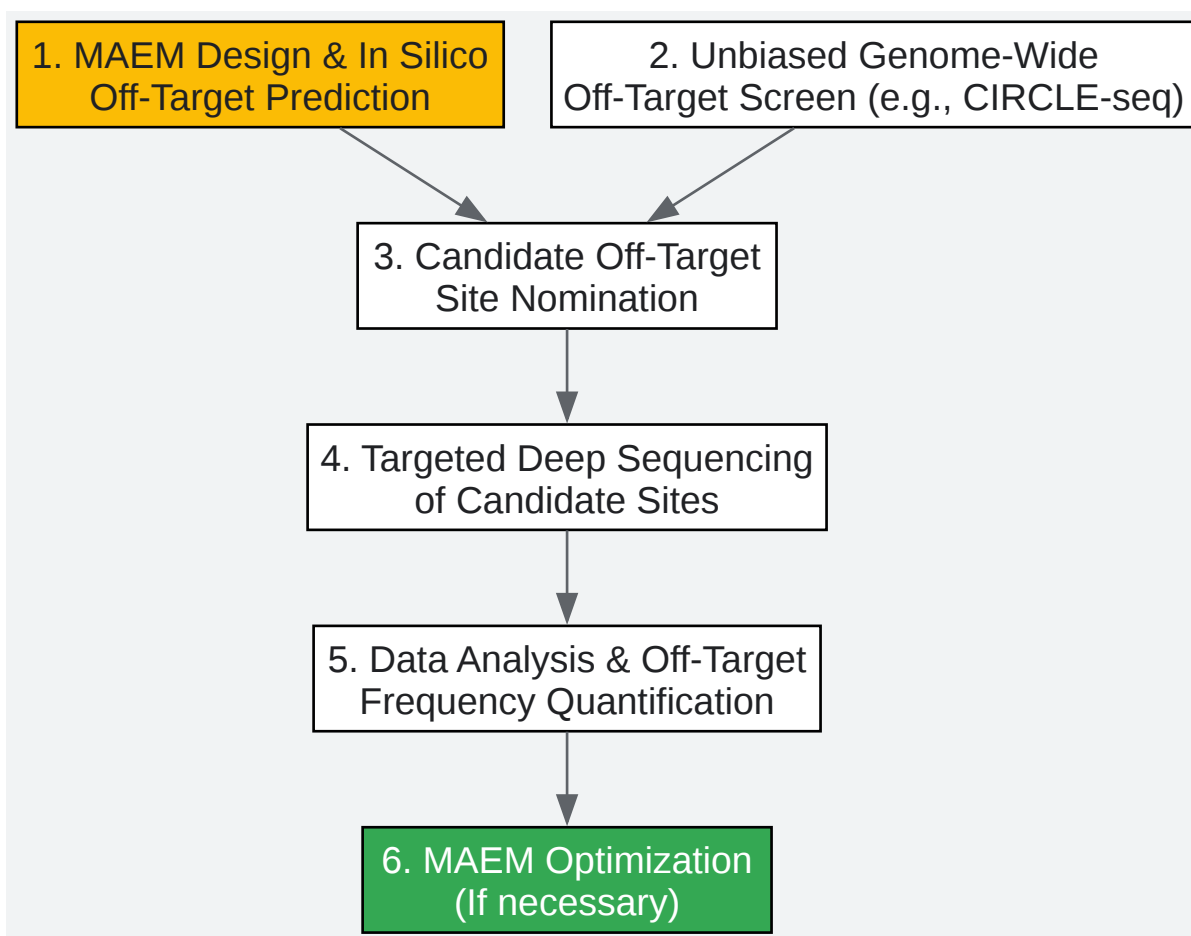 1. MAEM Design & In Silico
Off-Target Prediction
2. Unbiased Genome-Wide
Off-Target Screen (e.g., CIRCLE-seq)
3. Candidate Off-Target
Site Nomination
4. Targeted Deep Sequencing
of Candidate Sites
5. Data Analysis & Off-Target
Frequency Quantification
6. MAEM Optimization
(If necessary)